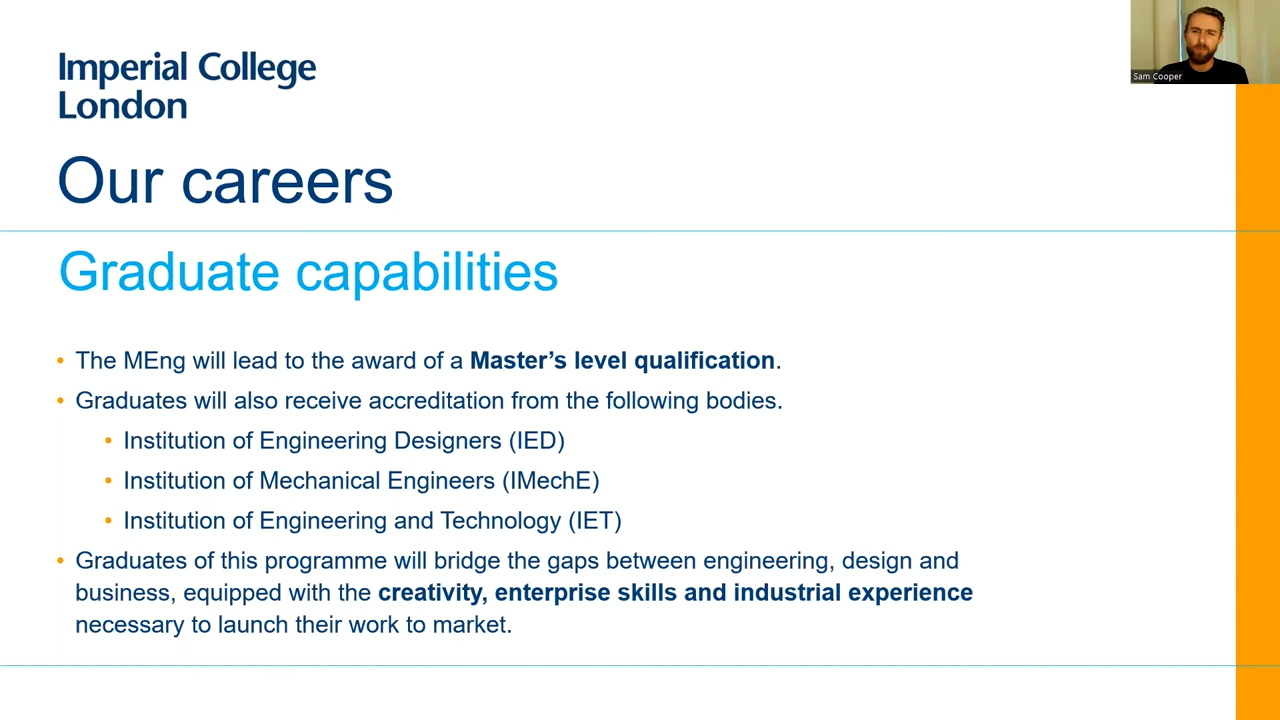 Imperial College
London
Sam Cooper
Our careers
Graduate capabilities
• The MEng will lead to the award of a Master’s level qualification.
• Graduates will also receive accreditation from the following bodies.
• Institution of Engineering Designers (IED)
• Institution of Mechanical Engineers (IMechE)
• Institution of Engineering and Technology (IET)
• Graduates of this programme will bridge the gaps between engineering, design and
business, equipped with the creativity, enterprise skills and industrial experience
necessary to launch their work to market.